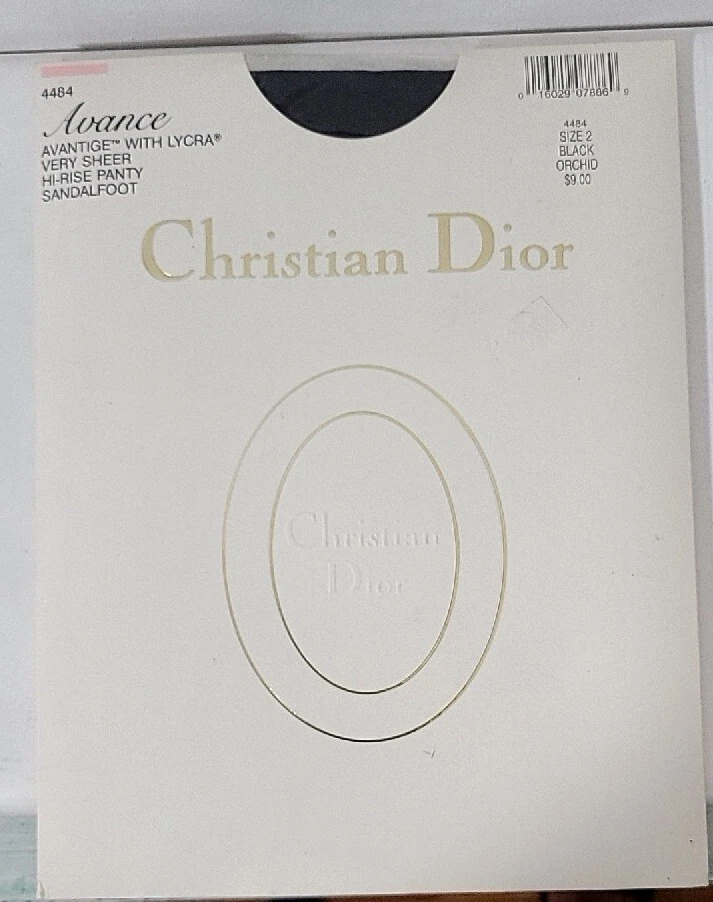 4484
Avance
AVANTIGE™ WITH LYCRA®
VERY SHEER
HI-RISE PANTY
SANDALFOOT
0 16029 07886 9
4484
SIZE 2
BLACK
ORCHID
$9.00
Christian Dior
Christian
Dior